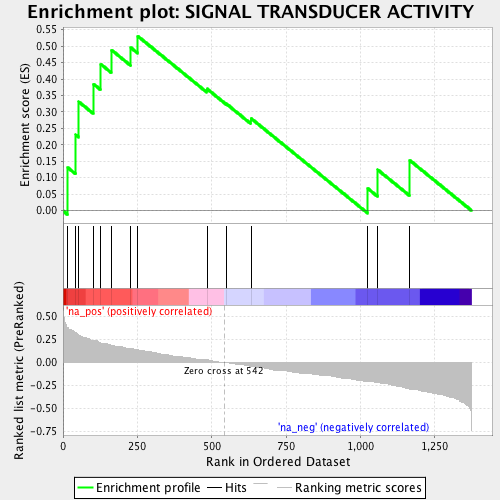 Enrichment plot: SIGNAL TRANSDUCER ACTIVITY
Enrichment score (ES)
0.55
0.50
0.45
0.40
0.35
0.30
0.25
0.20
0.15
0.10
0.05
0.00
'na_pos' (positively correlated)
Ranked list metric (PreRanked)
0.50
0.25
0.00
-0.25
-0.50
-0.75
Zero cross at 542
'na_neg' (negatively correlated)
0
250
500
750
1,000
1,250
Rank in Ordered Dataset
Enrichment profile
Hits
Ranking metric scores